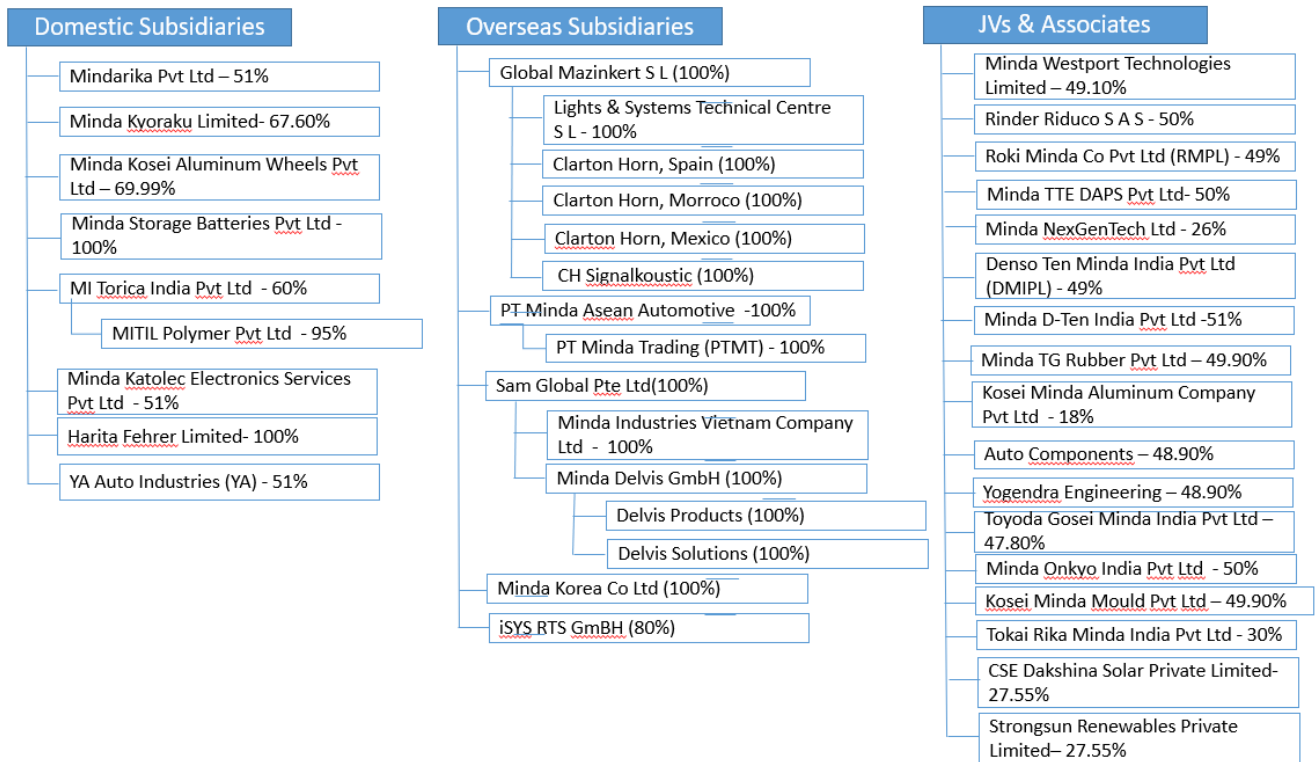 Domestic Subsidiaries
Mindarika Pvt Ltd – 51%
Minda Kyoraku Limited- 67.60%
Minda Kosei Aluminum Wheels Pvt
Ltd – 69.99%
Minda Storage Batteries Pvt Ltd -
100%
MI Torica India Pvt Ltd - 60%
MITIL Polymer Pvt Ltd - 95%
Minda Katolec Electronics Services
Pvt Ltd - 51%
Harita Fehrer Limited- 100%
YA Auto Industries (YA) - 51%
Overseas Subsidiaries
Global Mazinkert S L (100%)
Lights & Systems Technical Centre
S L - 100%
Clarton Horn, Spain (100%)
Clarton Horn, Morroco (100%)
Clarton Horn, Mexico (100%)
CH Signalkoustic (100%)
PT Minda Asean Automotive -100%
PT Minda Trading (PTMT) - 100%
Sam Global Pte Ltd(100%)
Minda Industries Vietnam Company
Ltd - 100%
Minda Delvis GmbH (100%)
Delvis Products (100%)
Delvis Solutions (100%)
Minda Korea Co Ltd (100%)
iSYS RTS GmBH (80%)
JVs & Associates
Minda Westport Technologies
Limited – 49.10%
Rinder Riduco S A S - 50%
Roki Minda Co Pvt Ltd (RMPL) - 49%
Minda TTE DAPS Pvt Ltd- 50%
Minda NexGenTech Ltd - 26%
Denso Ten Minda India Pvt Ltd
(DMIPL) - 49%
Minda D-Ten India Pvt Ltd -51%
Minda TG Rubber Pvt Ltd – 49.90%
Kosei Minda Aluminum Company
Pvt Ltd - 18%
Auto Components – 48.90%
Yogendra Engineering – 48.90%
Toyoda Gosei Minda India Pvt Ltd –
47.80%
Minda Onkyo India Pvt Ltd - 50%
Kosei Minda Mould Pvt Ltd – 49.90%
Tokai Rika Minda India Pvt Ltd - 30%
CSE Dakshina Solar Private Limited-
27.55%
Strongsun Renewables Private
Limited– 27.55%